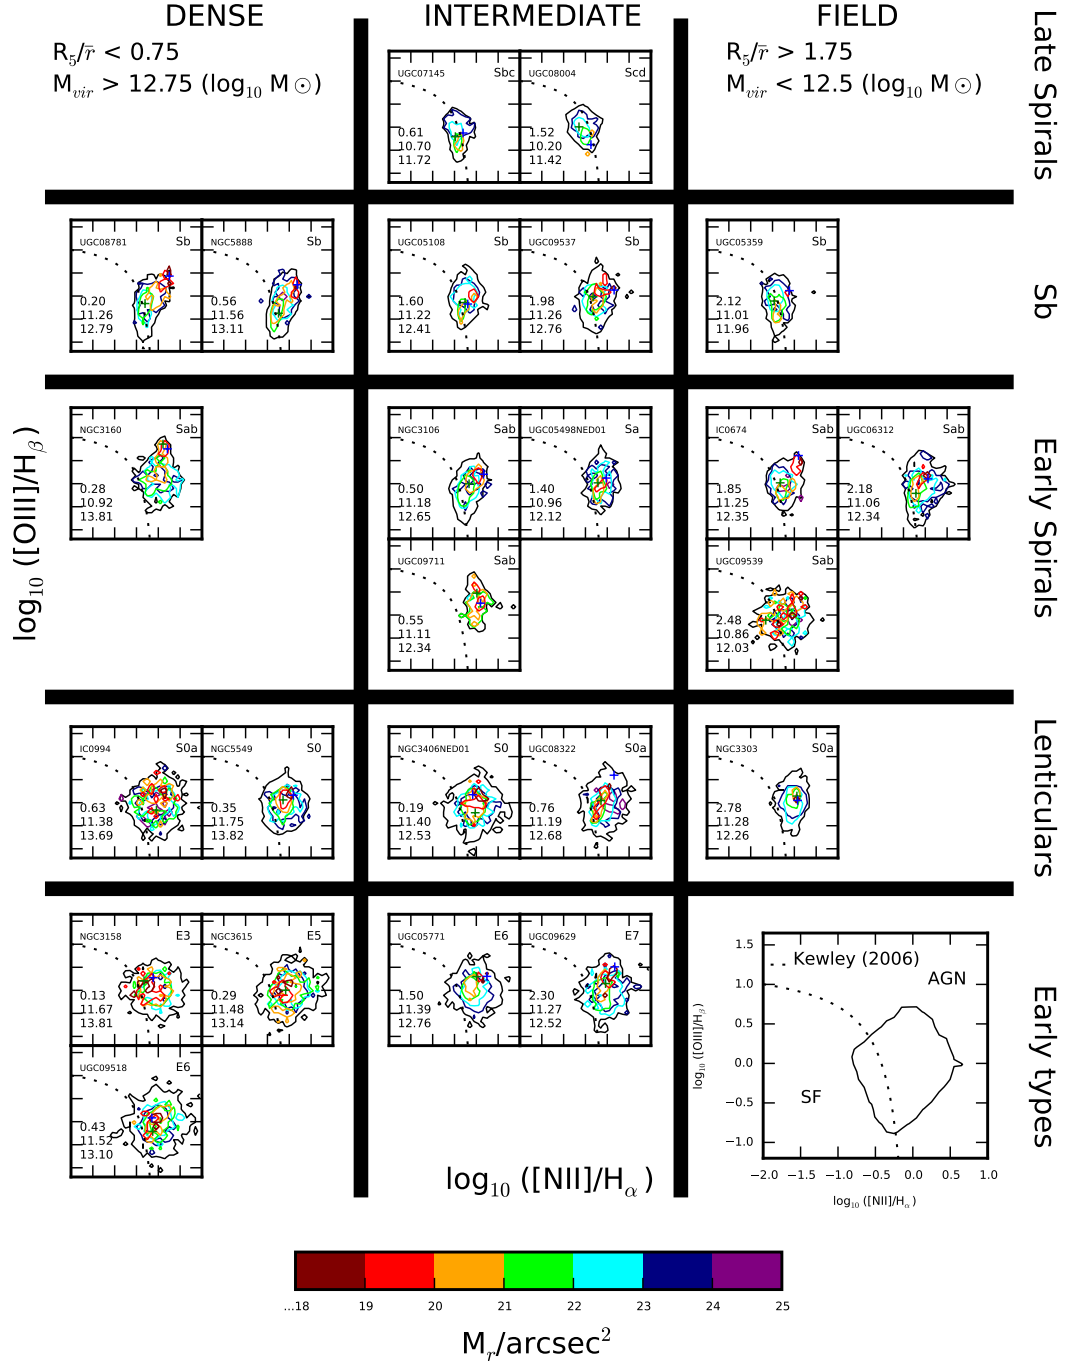 DENSE
INTERMEDIATE
FIELD
R5/r̄ < 0.75
Mvir > 12.75 (log10 M⊙)
R5/r̄ > 1.75
Mvir < 12.5 (log10 M⊙)
Late Spirals
UGC07145 Sbc
0.61
10.70
11.72
UGC08004 Scd
1.52
10.20
11.42
Sb
UGC08781 Sb
0.20
11.26
12.79
NGC5888 Sb
0.56
11.56
13.11
UGC05108 Sb
1.60
11.22
12.41
UGC09537 Sb
1.98
11.26
12.76
UGC05359 Sb
2.12
11.01
11.96
log10 ([OIII]/Hβ)
Early Spirals
NGC3160 Sab
0.28
10.92
13.81
NGC3106 Sab
0.50
11.18
12.65
UGC05498NED01 Sa
1.40
10.96
12.12
IC0674 Sab
1.85
11.25
12.35
UGC06312 Sab
2.18
11.06
12.34
UGC09711 Sab
0.55
11.11
12.34
UGC09539 Sab
2.48
10.86
12.03
Lenticulars
IC0994 S0a
0.63
11.38
13.69
NGC5549 S0
0.35
11.75
13.82
NGC3406NED01 S0
0.19
11.40
12.53
UGC08322 S0
0.76
11.19
12.68
NGC3303 S0a
2.78
11.28
12.26
Early types
NGC3158 E3
0.13
11.67
13.81
NGC3615 E5
0.29
11.48
13.14
UGC05771 E6
1.50
11.39
12.76
UGC09629 E7
2.30
11.27
12.52
UGC09518 E6
0.43
11.52
13.10
Kewley (2006)
AGN
SF
log10 ([OIII]/Hβ)
1.5
1.0
0.5
0.0
−0.5
−1.0
−2.0 −1.5 −1.0 −0.5 0.0 0.5 1.0
log10 ([NII]/Hα)
log10 ([NII]/Hα)
...18 19 20 21 22 23 24 25
Mr/arcsec2